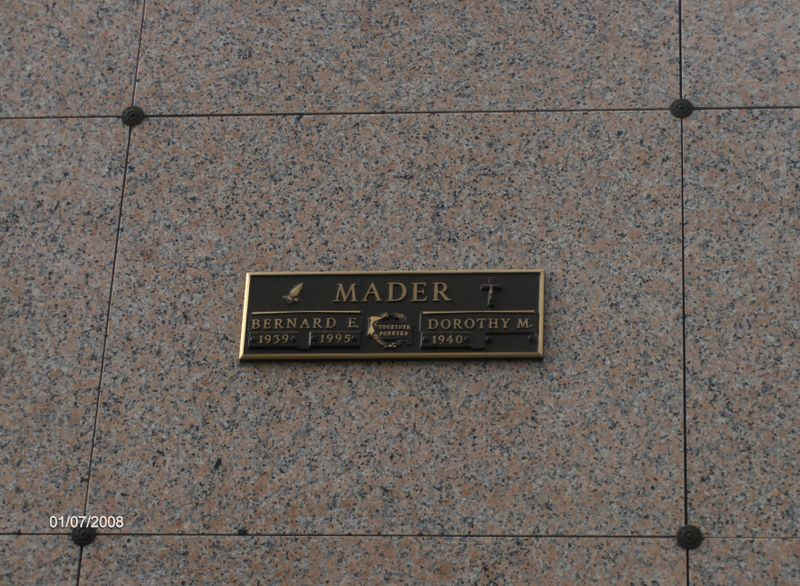 MADER
BERNARD E.
1939 1995
TOGETHER
FOREVER
DOROTHY M.
1940
01/07/2008